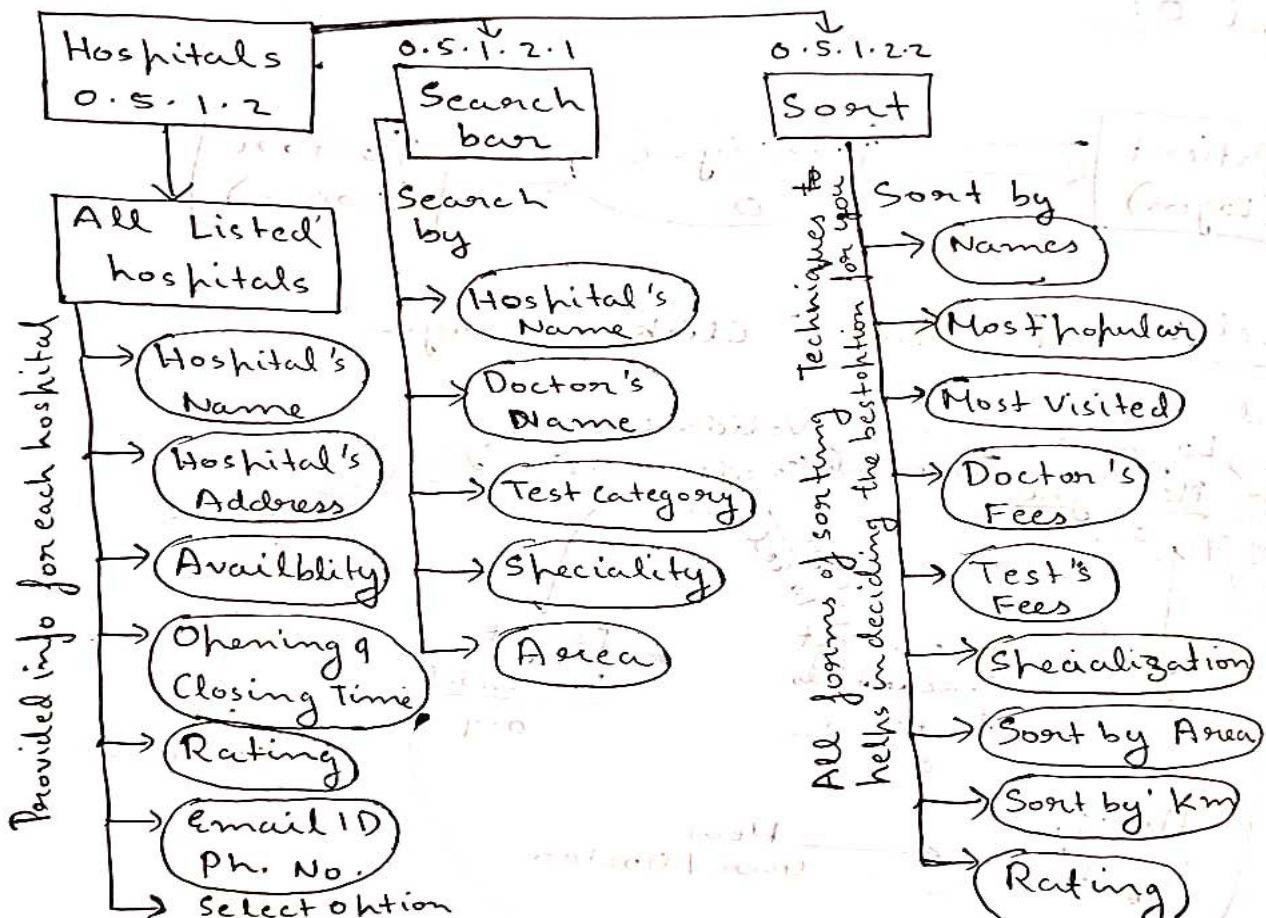 Hospitals
0.5.1.2
All Listed
hospitals
Provided info for each hospital
Hospital's
Name
Hospital's
Address
Availblity
Opening &
Closing Time
Rating
Email ID
Ph. No.
Select option
0.5.1.2.1
Search
bar
Search
by
Hospital's
Name
Doctor's
Name
Test category
Speciality
Area
0.5.1.2.2
Sort
All forms of sorting Techniques to
helps in deciding the best option for you
Sort by
Names
Most popular
Most Visited
Doctor's
Fees
Test's
Fees
Specialization
Sort by Area
Sort by Km
Rating